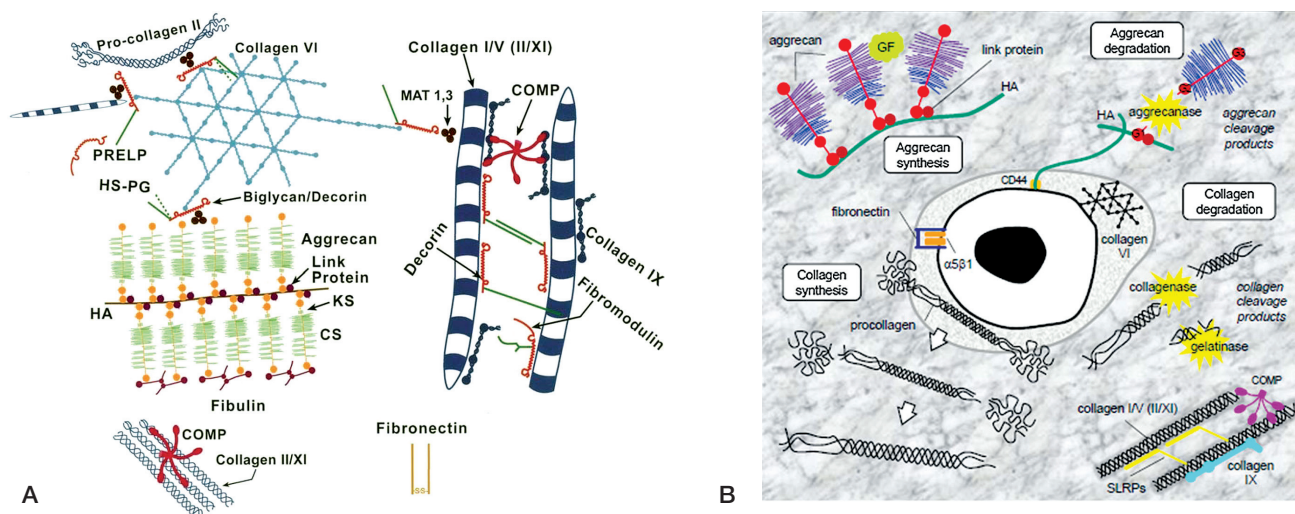 Pro-collagen II
Collagen VI
PRELP
HS-PG
Biglycan/Decorin
Aggrecan
Link
Protein
HA
KS
CS
Fibulin
COMP
Collagen II/XI
Collagen I/V (II/XI)
MAT 1,3
COMP
Decorin
Collagen IX
Fibromodulin
Fibronectin
-SS-
A
aggrecan
GF
link protein
HA
Aggrecan
synthesis
Aggrecan
degradation
G3
G2
aggrecanase
HA
G1
aggrecan
cleavage
products
CD44
fibronectin
α5β1
collagen
VI
Collagen
degradation
Collagen
synthesis
procollagen
collagenase
collagen
cleavage
products
gelatinase
COMP
collagen I/V (II/XI)
SLRPs
collagen
IX
B